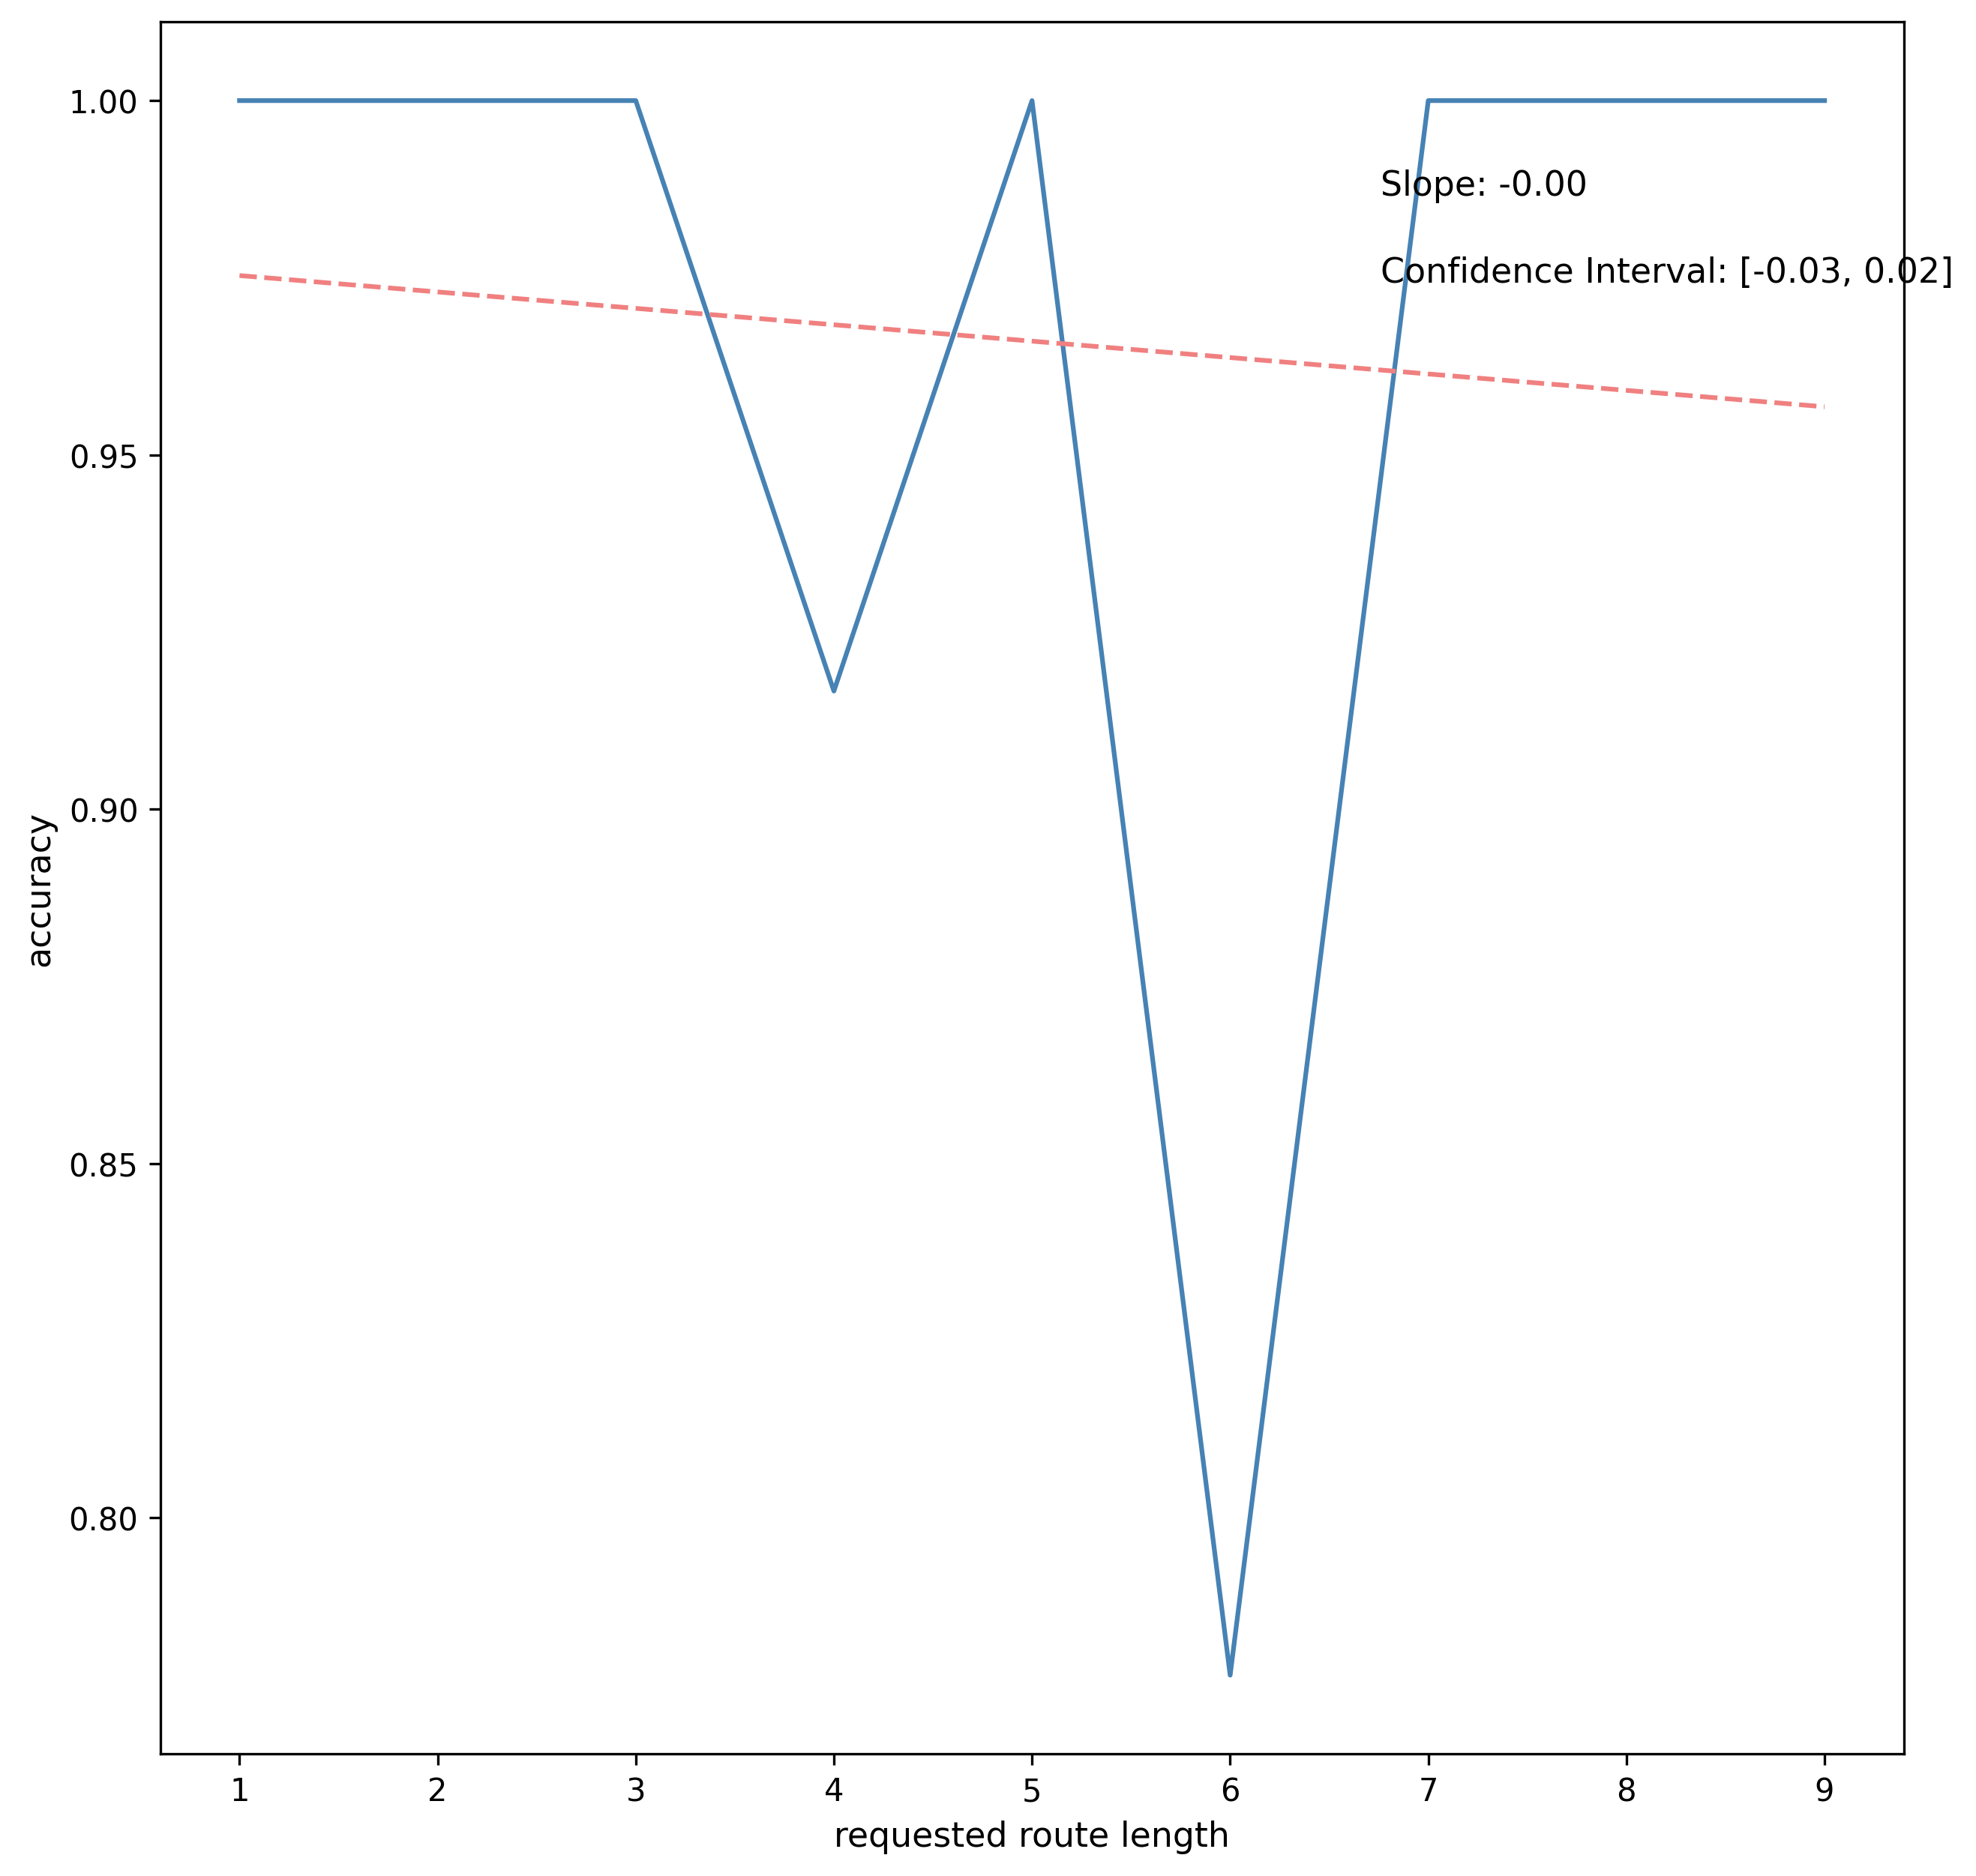 1.00
0.95
0.90
0.85
0.80
accuracy
Slope: -0.00
Confidence Interval: [-0.03, 0.02]
1 2 3 4 5 6 7 8 9
requested route length